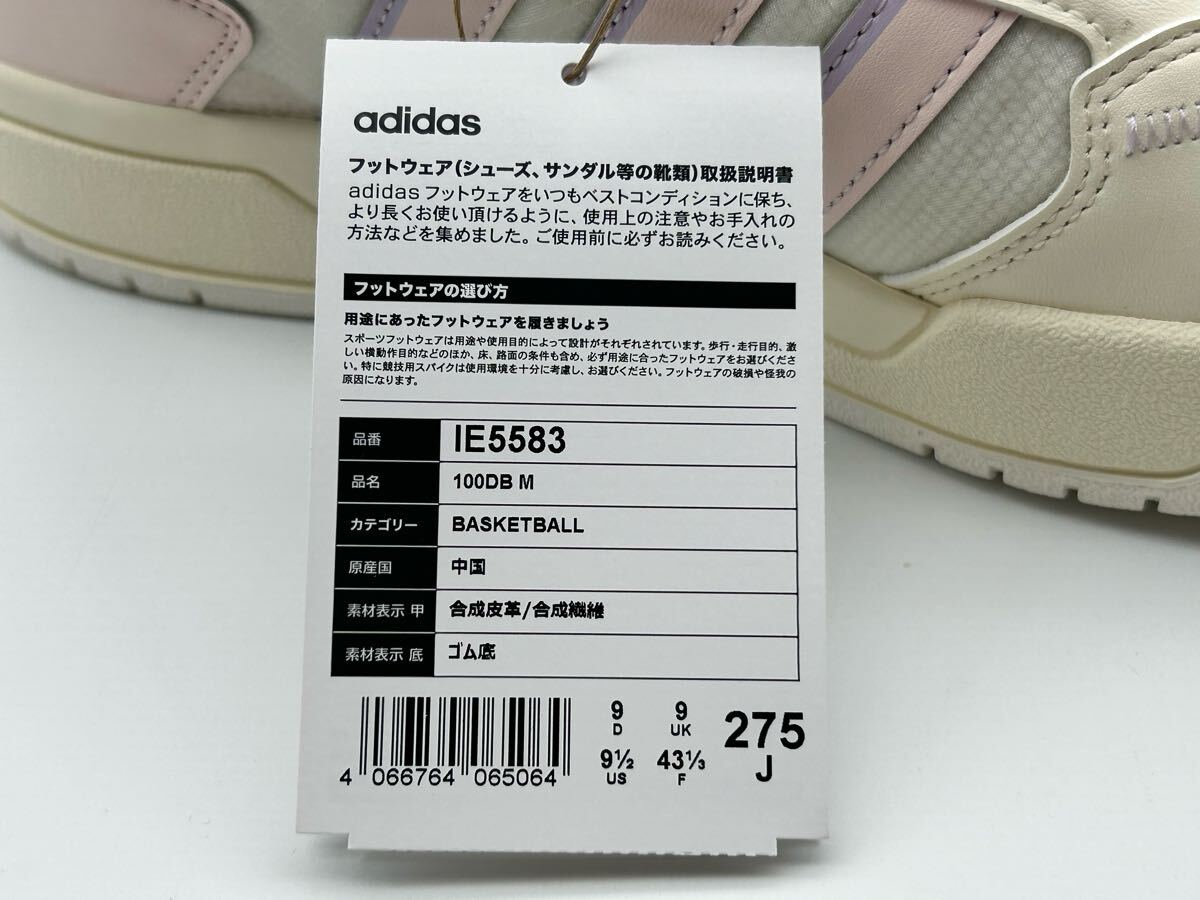 adidas
フットウェア(シューズ、サンダル等の靴類)取扱説明書
adidas フットウェアをいつもベストコンディションに保ち、
より長くお使い頂けるように、使用上の注意やお手入れの
方法などを集めました。ご使用前に必ずお読みください。
フットウェアの選び方
用途にあったフットウェアを履きましょう
スポーツフットウェアは用途や使用目的によって設計がそれぞれされています。歩行・走行目的、激
しい横動作目的などのほか、床、路面の条件も含め、必ず用途に合ったフットウェアをお選びくださ
い。特に競技用スパイクは使用環境を十分に考慮し、お選びください。フットウェアの破損や怪我の
原因になります。
品番 IE5583
品名 100DB M
カテゴリー BASKETBALL
原産国 中国
素材表示 甲 合成皮革/合成繊維
素材表示 底 ゴム底
9 9 275
D UK
9½ 43⅓ J
US F
4 066764 065064